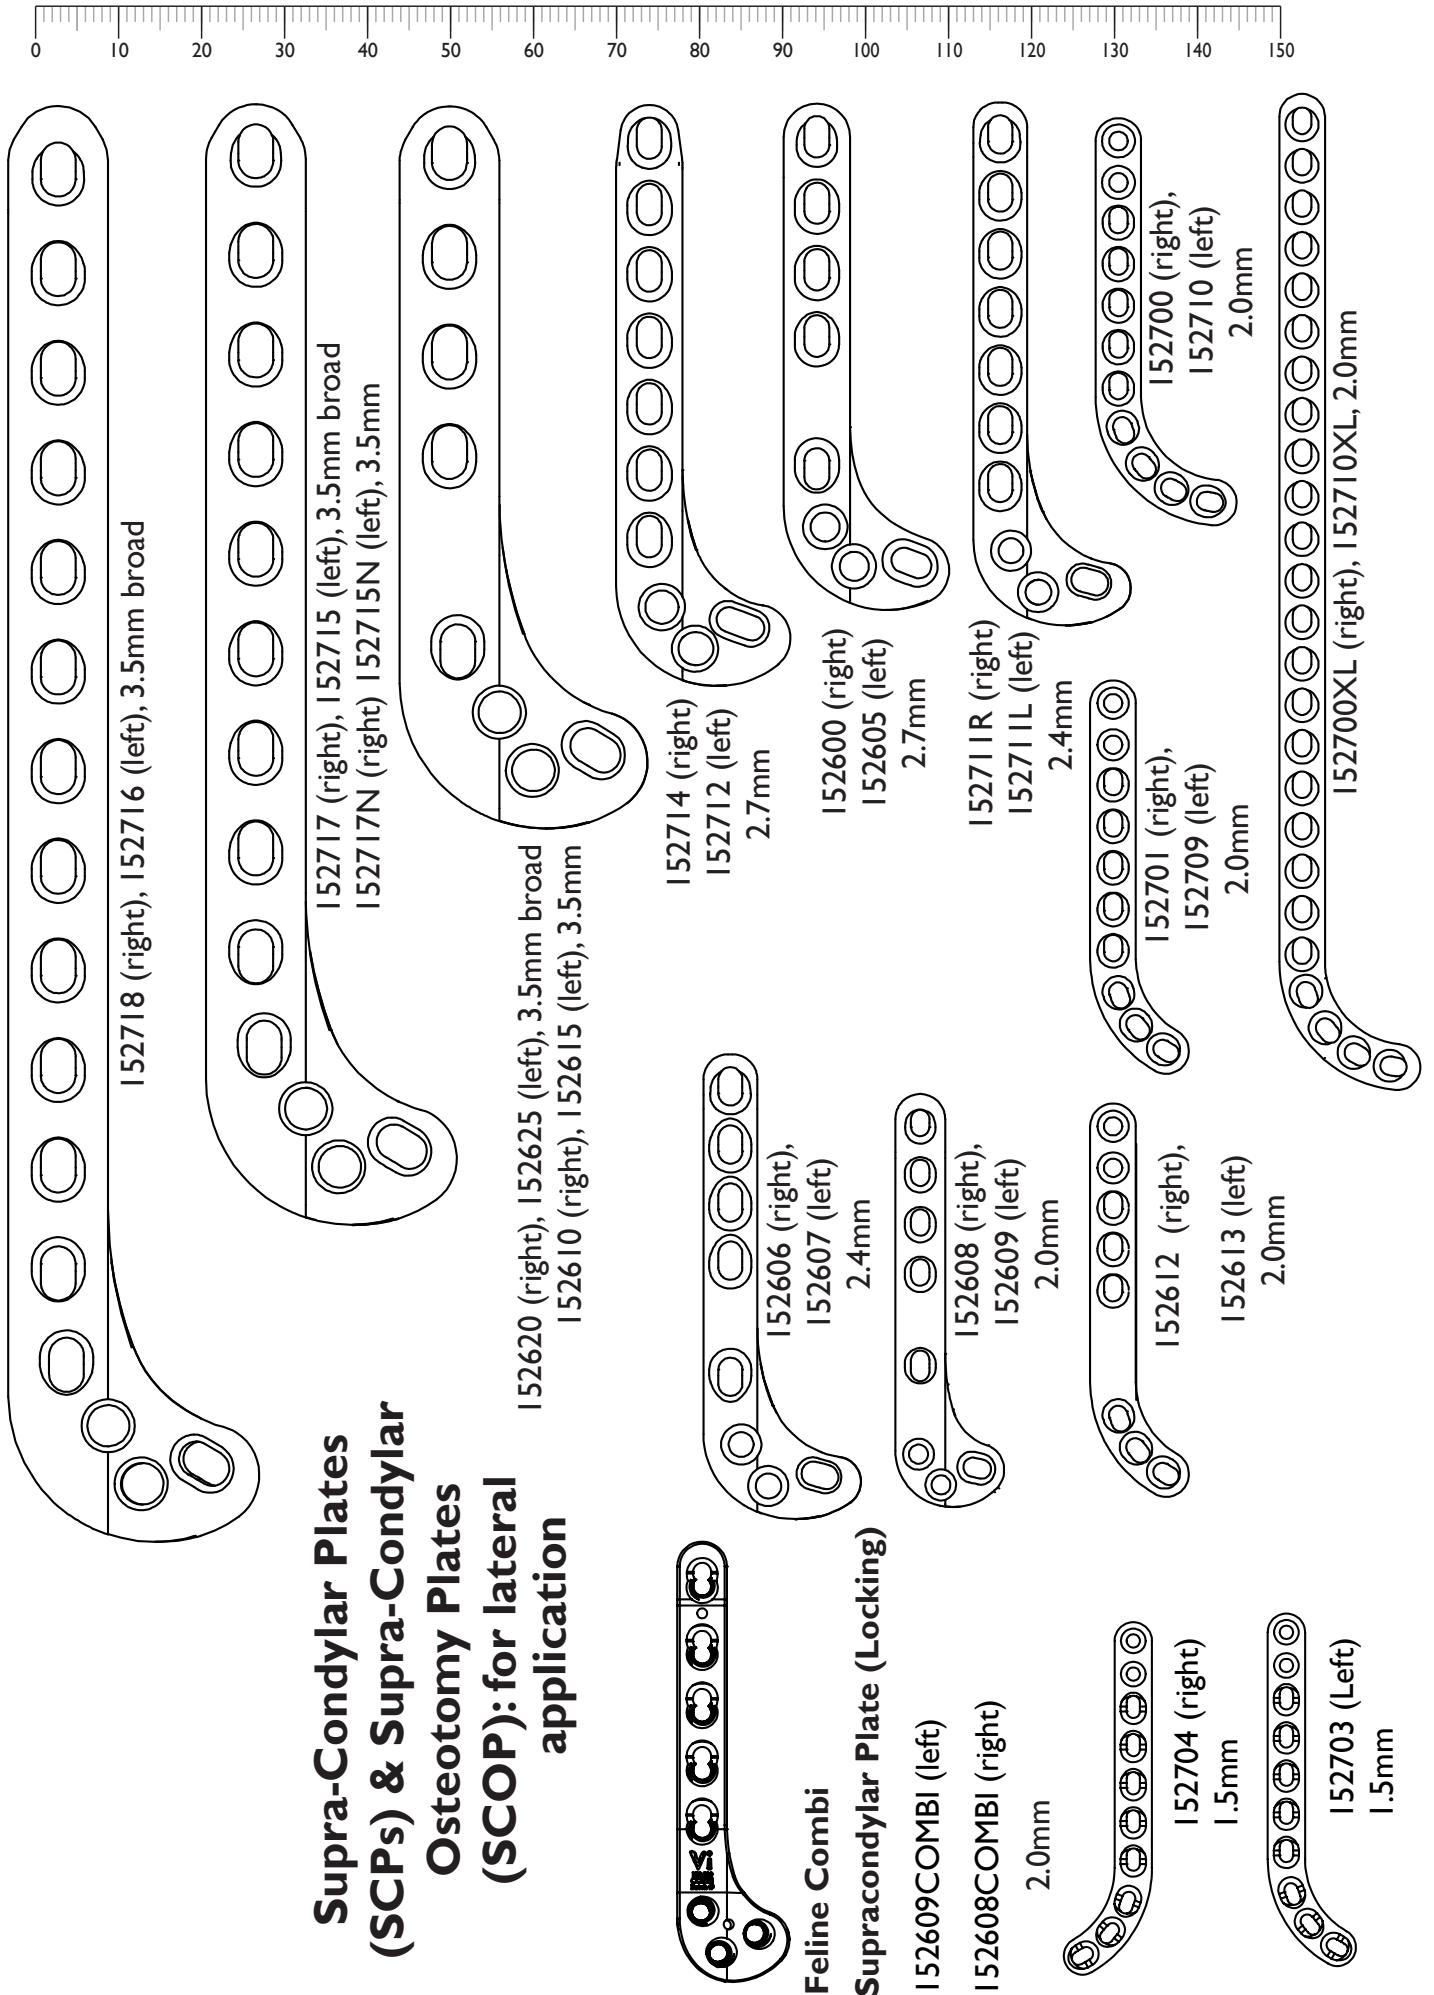 0 10 20 30 40 50 60 70 80 90 100 110 120 130 140 150
152718 (right), 152716 (left), 3.5mm broad
152717 (right), 152715 (left), 3.5mm broad
152717N (right) 152715N (left), 3.5mm
152620 (right), 152625 (left), 3.5mm broad
152610 (right), 152615 (left), 3.5mm
152714 (right)
152712 (left)
2.7mm
152600 (right)
152605 (left)
2.7mm
152711R (right)
152711L (left)
2.4mm
152700 (right),
152710 (left)
2.0mm
152701 (right),
152709 (left)
2.0mm
152700XL (right), 152710XL, 2.0mm
152606 (right),
152607 (left)
2.4mm
152608 (right),
152609 (left)
2.0mm
152612 (right),
152613 (left)
2.0mm
Supra-Condylar Plates
(SCPs) & Supra-Condylar
Osteotomy Plates
(SCOP): for lateral
application
Vi
Feline Combi
Supracondylar Plate (Locking)
152609COMBI (left)
152608COMBI (right)
2.0mm
152704 (right)
1.5mm
152703 (Left)
1.5mm